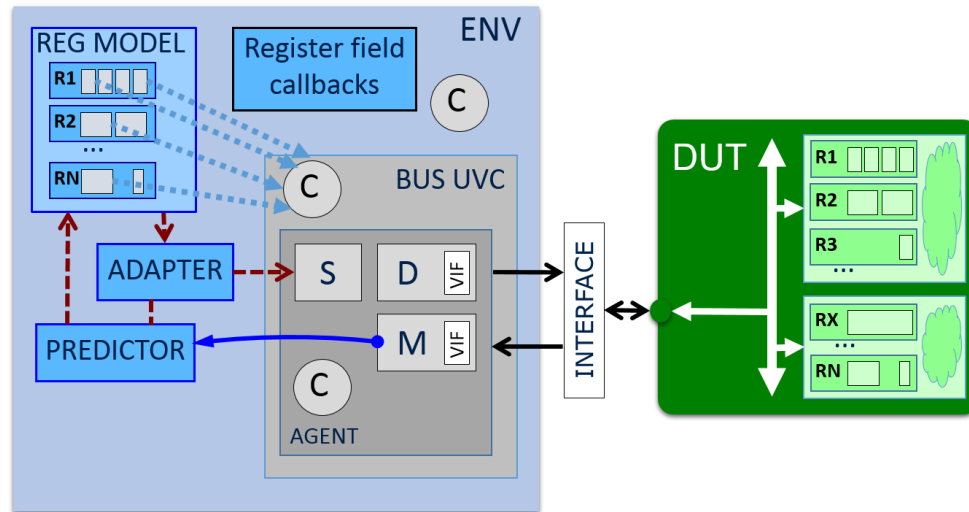 ENV
REG MODEL
R1
R2
...
RN
Register field
callbacks
C
C
BUS UVC
ADAPTER
PREDICTOR
S
D
VIF
M
VIF
C
AGENT
INTERFACE
DUT
R1
R2
R3
...
RX
...
RN